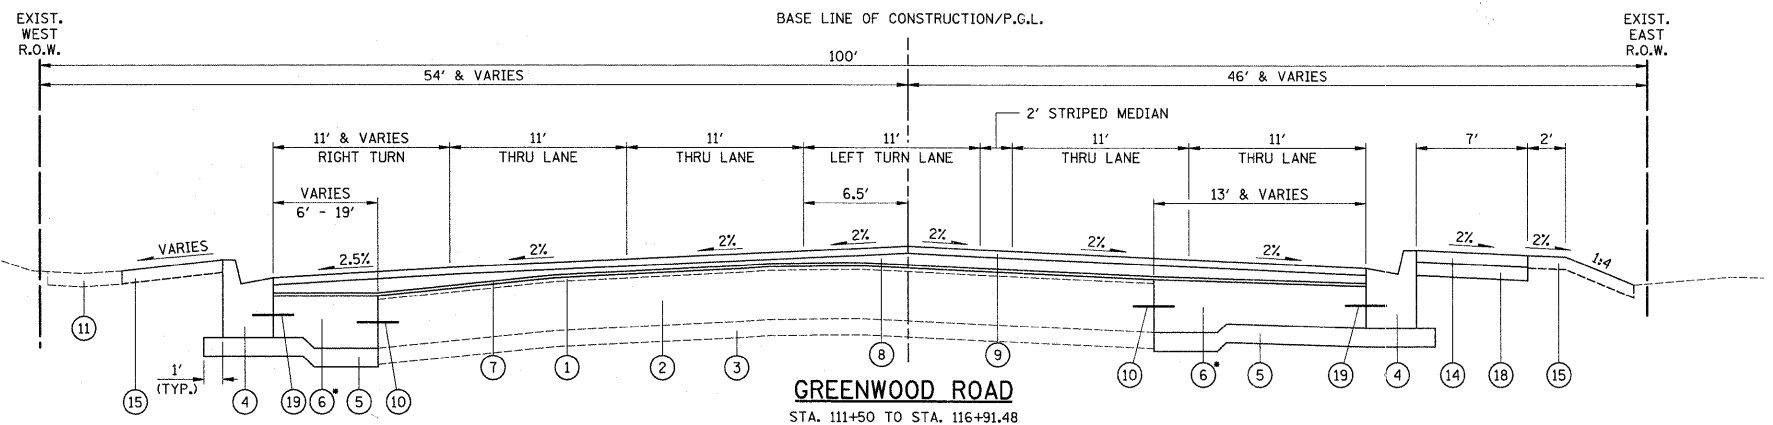 EXIST.
WEST
R.O.W.
BASE LINE OF CONSTRUCTION/P.G.L.
EXIST.
EAST
R.O.W.
100'
54' & VARIES
46' & VARIES
2' STRIPED MEDIAN
11' & VARIES
RIGHT TURN
11'
THRU LANE
11'
THRU LANE
11'
LEFT TURN LANE
11'
THRU LANE
11'
THRU LANE
7'
2'
VARIES
6' - 19'
6.5'
13' & VARIES
VARIES
2.5%
2%
2%
2%
2%
2%
2%
2%
2%
1:4
11
1'
(TYP.)
15
4
19
6*
5
10
7
1
2
3
8
9
10
6*
5
19
4
14
18
15
GREENWOOD ROAD
STA. 111+50 TO STA. 116+91.48